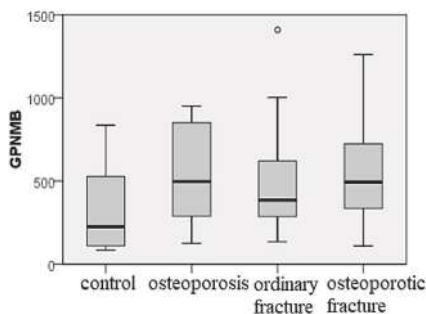 1500
1000
500
0
GPNMB
control osteoporosis ordinary osteoporotic
fracture fracture